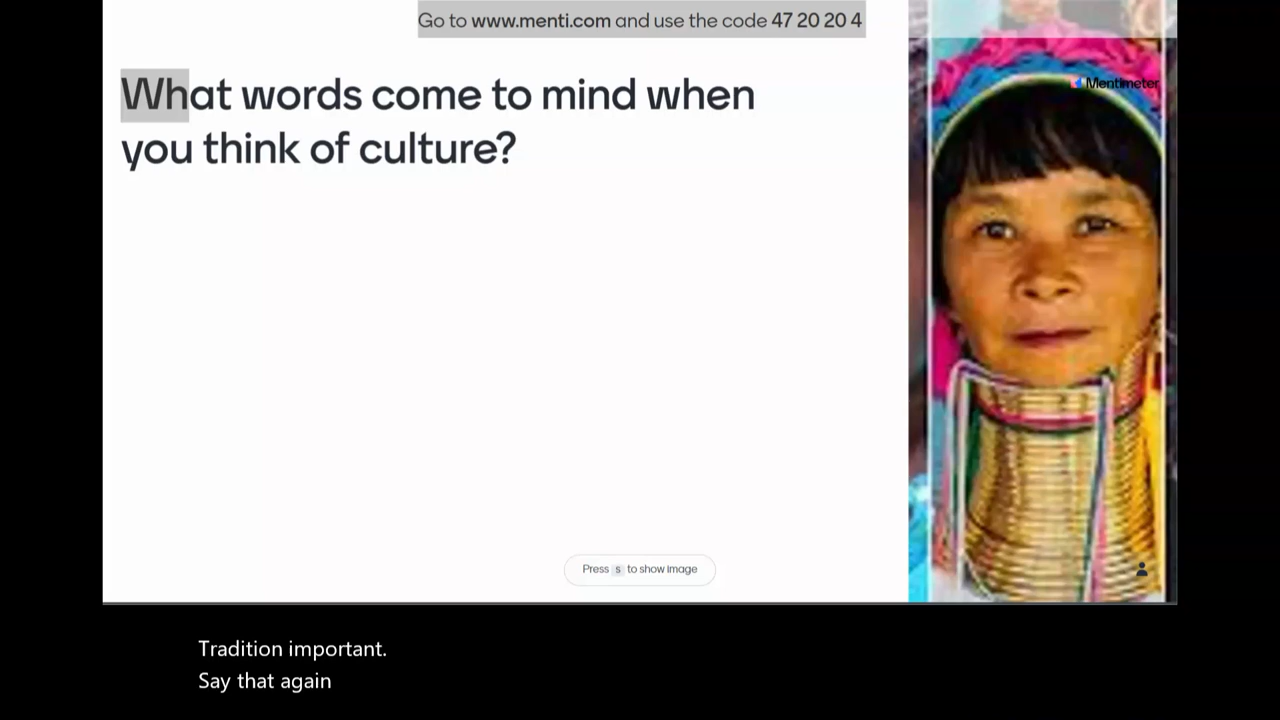 Go to www.menti.com and use the code 47 20 20 4
Mentimeter
What words come to mind when
you think of culture?
Press s to show image
Tradition important.
Say that again